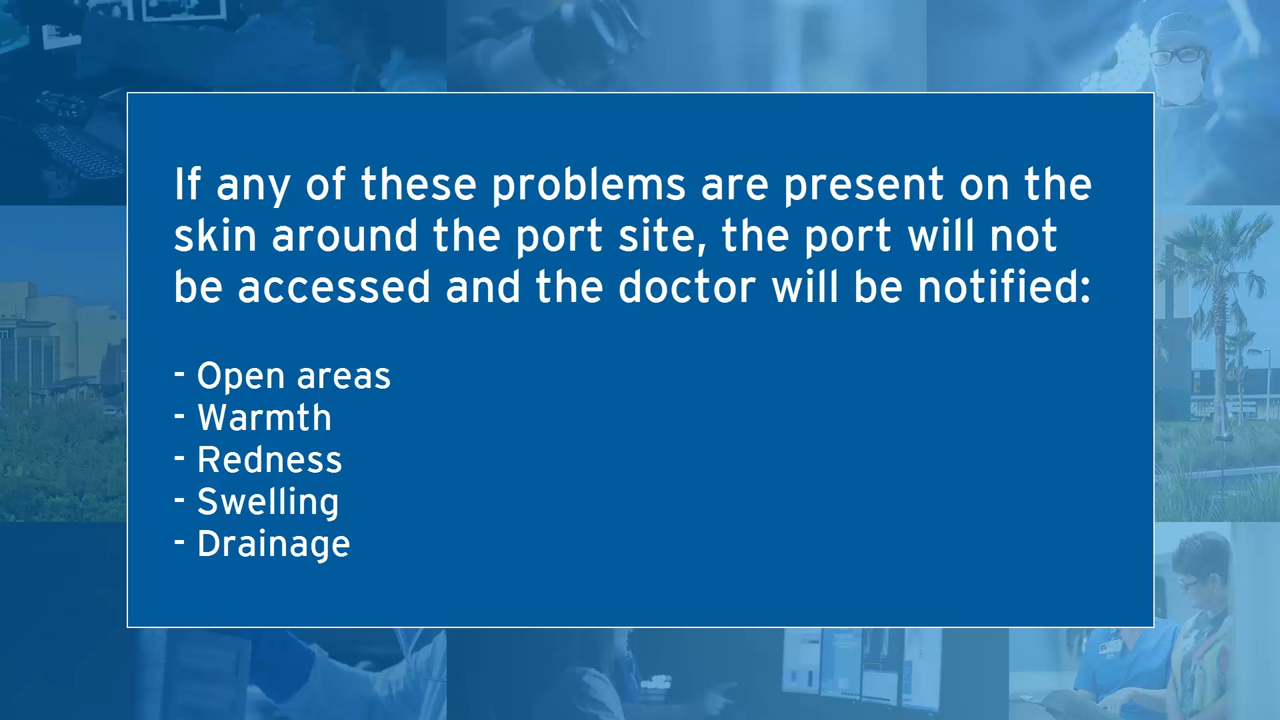 If any of these problems are present on the
skin around the port site, the port will not
be accessed and the doctor will be notified:
- Open areas
- Warmth
- Redness
- Swelling
- Drainage